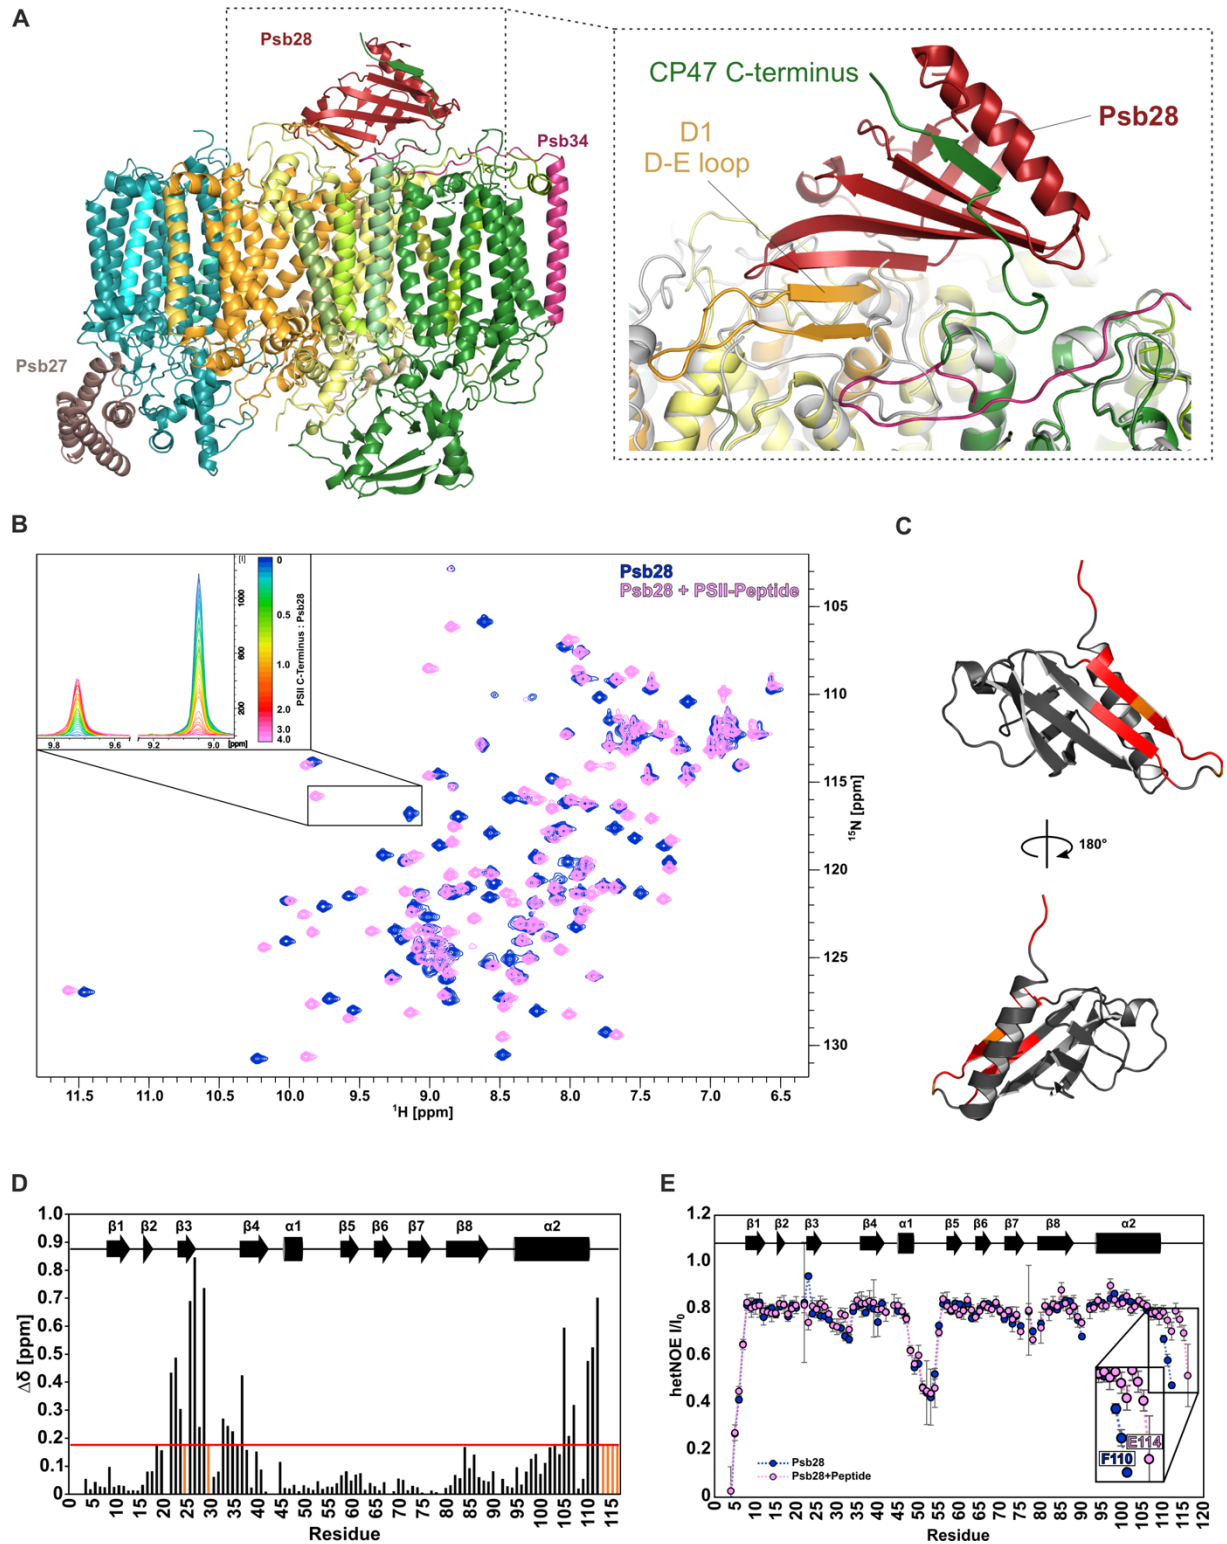 A
Psb28
Psb34
Psb27
CP47 C-terminus
Psb28
D1
D-E loop
B
Psb28
Psb28 + PSII-Peptide
[I]
1000
800
600
400
200
9.8 9.6 9.2 9.0 [ppm]
0
0.5
1.0
2.0
3.0
4.0
PSII C-Terminus : Psb28
105
110
115
120
125
130
¹⁵N [ppm]
11.5 11.0 10.5 10.0 9.5 9.0 8.5 8.0 7.5 7.0 6.5
¹H [ppm]
C
180°
D
β1 β2 β3 β4 α1 β5 β6 β7 β8 α2
1.0
0.9
0.8
0.7
0.6
0.5
0.4
0.3
0.2
0.1
0
Δδ [ppm]
0 5 10 15 20 25 30 35 40 45 50 55 60 65 70 75 80 85 90 95 100 105 110 115
Residue
E
β1 β2 β3 β4 α1 β5 β6 β7 β8 α2
1.2
1.0
0.8
0.6
0.4
0.2
0
hetNOE I/I₀
Psb28
Psb28+Peptide
E114
F110
0 5 10 15 20 25 30 35 40 45 50 55 60 65 70 75 80 85 90 95 100 105 110 115 120
Residue